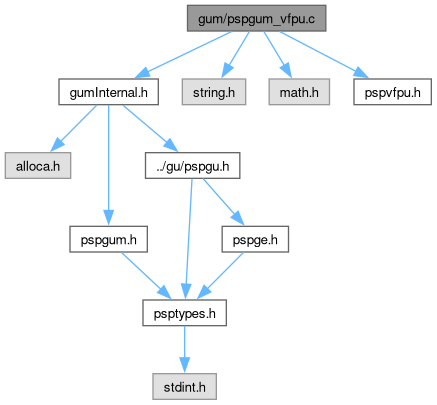 gum/pspgum_vfpu.c
gumInternal.h
string.h
math.h
pspvfpu.h
alloca.h
../gu/pspgu.h
pspgum.h
pspge.h
psptypes.h
stdint.h